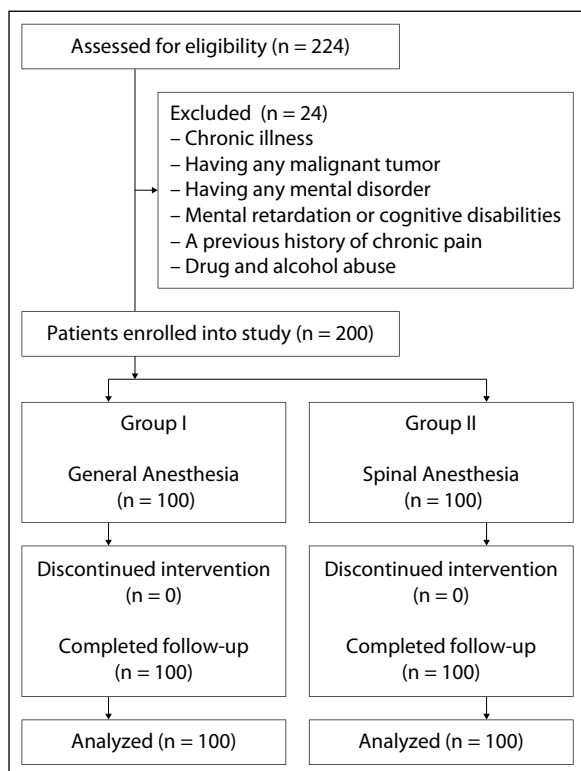 Assessed for eligibility (n = 224)
Excluded (n = 24)
– Chronic illness
– Having any malignant tumor
– Having any mental disorder
– Mental retardation or cognitive disabilities
– A previous history of chronic pain
– Drug and alcohol abuse
Patients enrolled into study (n = 200)
Group I
General Anesthesia
(n = 100)
Group II
Spinal Anesthesia
(n = 100)
Discontinued intervention
(n = 0)
Completed follow-up
(n = 100)
Discontinued intervention
(n = 0)
Completed follow-up
(n = 100)
Analyzed (n = 100)
Analyzed (n = 100)